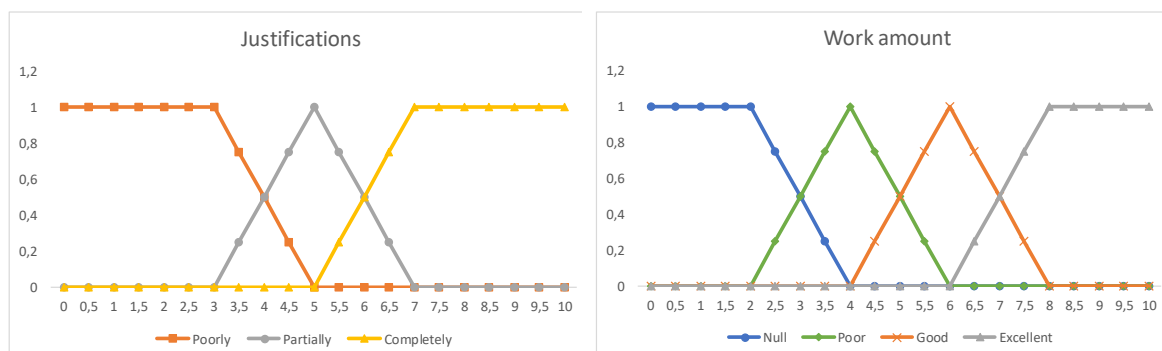 Justifications
1,2
1
0,8
0,6
0,4
0,2
0
0 0,5 1 1,5 2 2,5 3 3,5 4 4,5 5 5,5 6 6,5 7 7,5 8 8,5 9 9,5 10
Poorly Partially Completely
Work amount
1,2
1
0,8
0,6
0,4
0,2
0
0 0,5 1 1,5 2 2,5 3 3,5 4 4,5 5 5,5 6 6,5 7 7,5 8 8,5 9 9,5 10
Null Poor Good Excellent